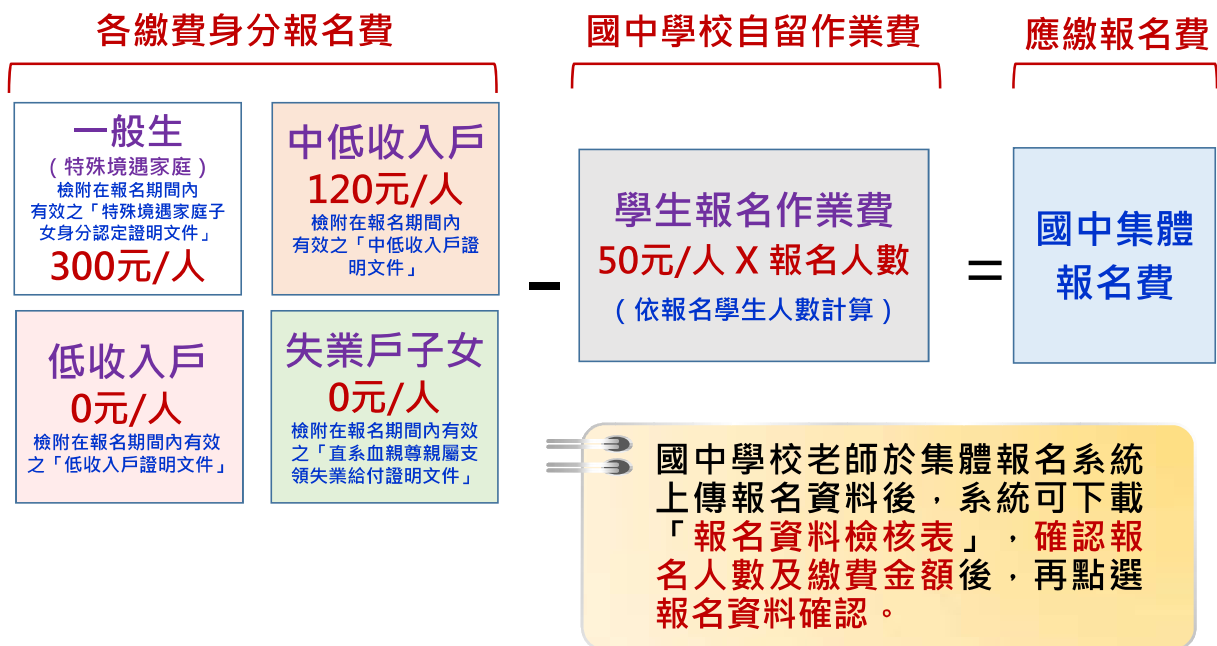 各繳費身分報名費
國中學校自留作業費
應繳報名費
一般生
(特殊境遇家庭)
檢附在報名期間內
有效之「特殊境遇家庭子
女身分認定證明文件」
300元/人
中低收入戶
120元/人
檢附在報名期間內
有效之「中低收入戶證
明文件」
低收入戶
0元/人
檢附在報名期間內有效
之「低收入戶證明文件」
失業戶子女
0元/人
檢附在報名期間內有效
之「直系血親尊親屬支
領失業給付證明文件」
-
學生報名作業費
50元/人 X 報名人數
(依報名學生人數計算)
=
國中集體
報名費
國中學校老師於集體報名系統
上傳報名資料後，系統可下載
「報名資料檢核表」，確認報
名人數及繳費金額後，再點選
報名資料確認。